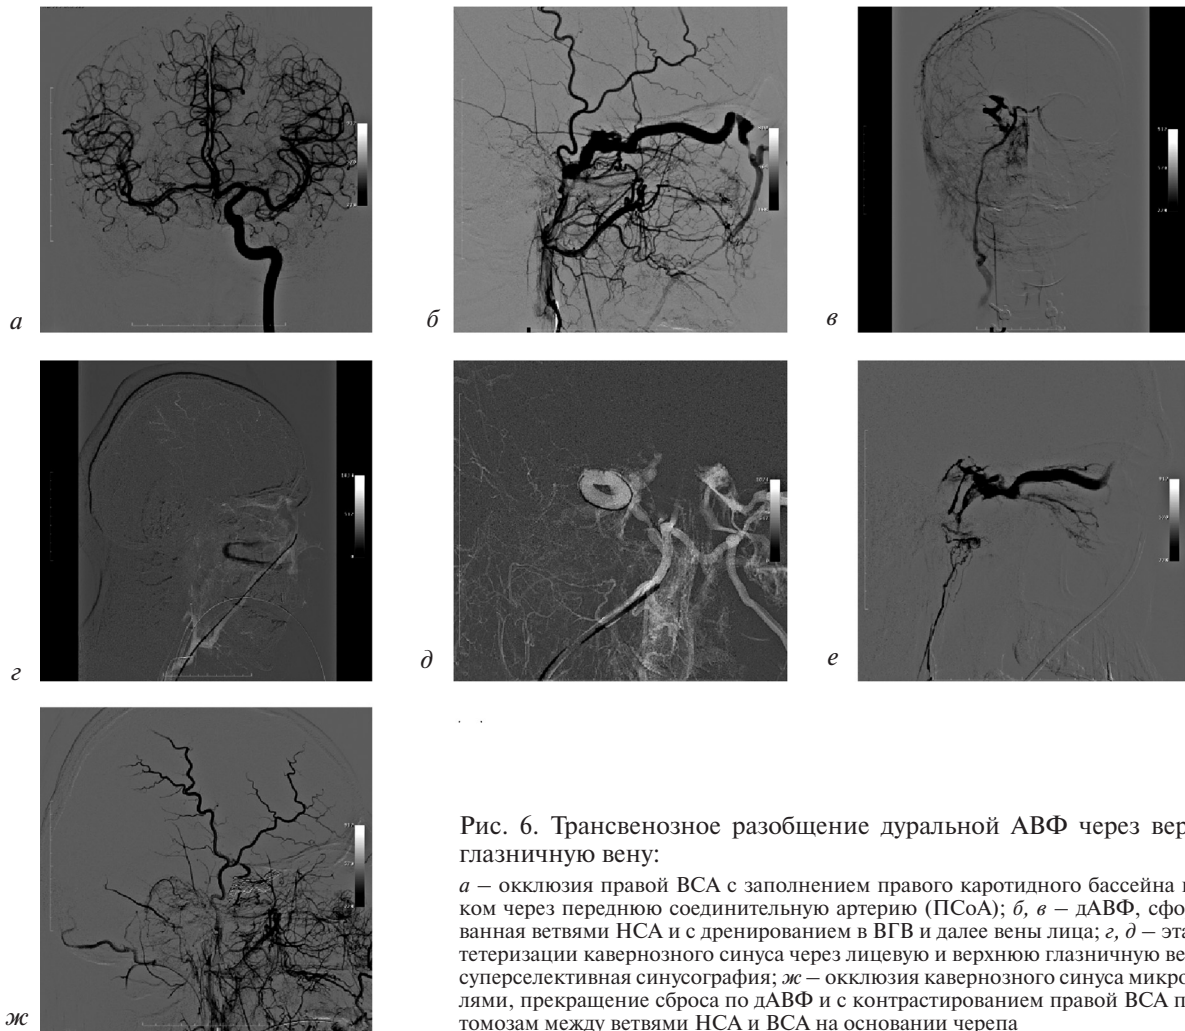 а
б
в
г
д
е
ж
Рис. 6. Трансвенозное разобщение дуральной АВФ через вер
глазничную вену:
а – окклюзия правой ВСА с заполнением правого каротидного бассейна
ком через переднюю соединительную артерию (ПСоА); б, в – дАВФ, сфо
ванная ветвями НСА и с дренированием в ВГВ и далее вены лица; г, д – эта
тетеризации кавернозного синуса через лицевую и верхнюю глазничную ве
суперселективная синусография; ж – окклюзия кавернозного синуса микро
лями, прекращение сброса по дАВФ и с контрастированием правой ВСА п
томозам между ветвями НСА и ВСА на основании черепа